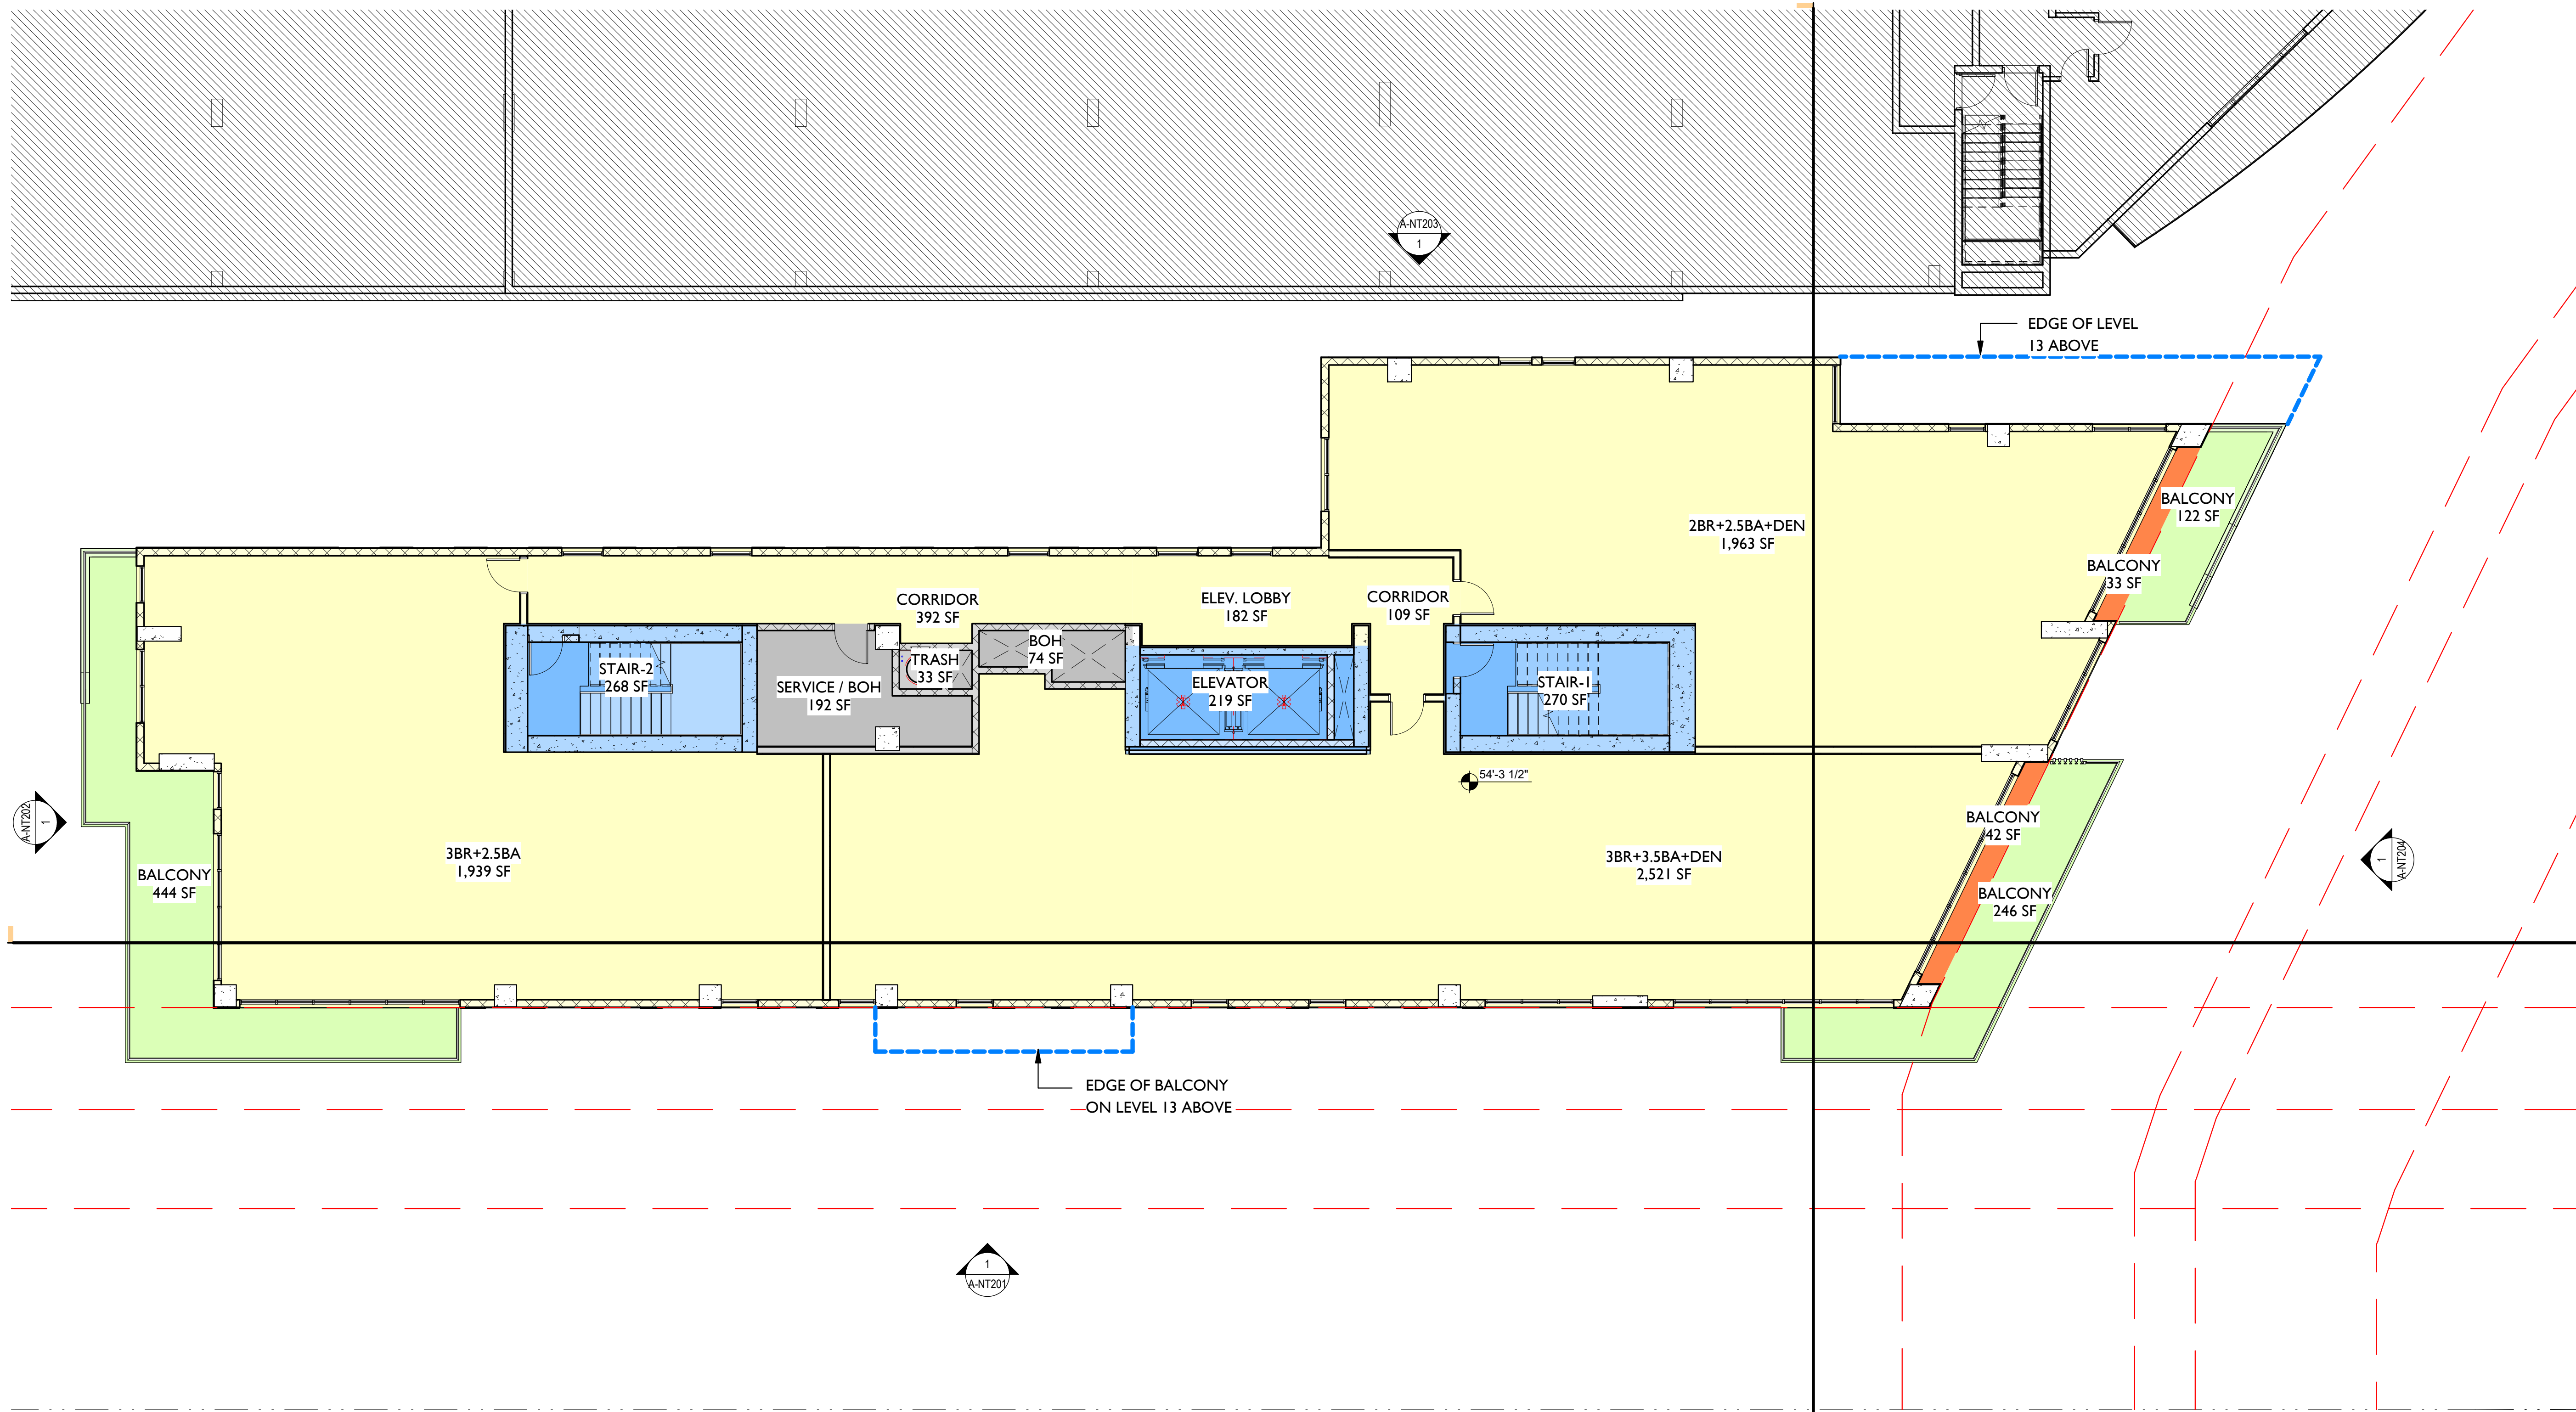 A-NT203
1
EDGE OF LEVEL
13 ABOVE
BALCONY
122 SF
2BR+2.5BA+DEN
1,963 SF
BALCONY
33 SF
CORRIDOR
392 SF
ELEV. LOBBY
182 SF
CORRIDOR
109 SF
STAIR-2
268 SF
SERVICE / BOH
192 SF
TRASH
33 SF
BOH
74 SF
ELEVATOR
219 SF
STAIR-1
270 SF
54'-3 1/2"
A-NT202
1
BALCONY
444 SF
3BR+2.5BA
1,939 SF
3BR+3.5BA+DEN
2,521 SF
BALCONY
42 SF
BALCONY
246 SF
1
A-NT204
EDGE OF BALCONY
ON LEVEL 13 ABOVE
1
A-NT201